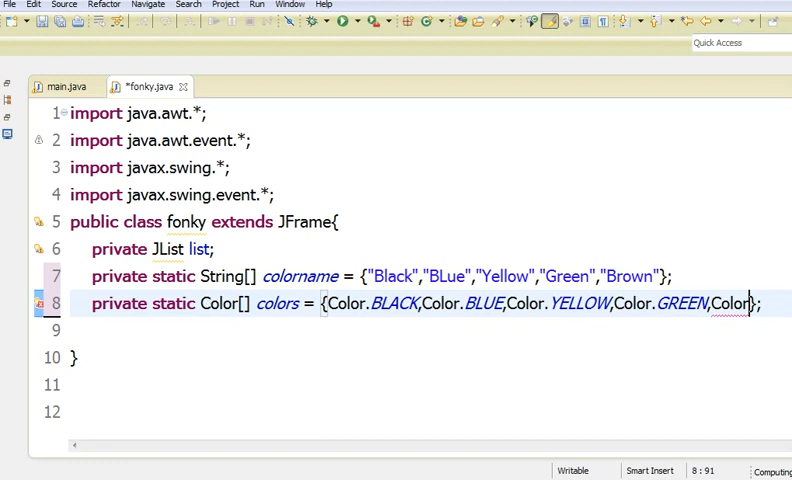 File Edit Source Refactor Navigate Search Project Run Window Help
Quick Access
main.java *fonky.java
1 import java.awt.*;
2 import java.awt.event.*;
3 import javax.swing.*;
4 import javax.swing.event.*;
5 public class fonky extends JFrame{
6 private JList list;
7 private static String[] colorname = {"Black","BLue","Yellow","Green","Brown"};
8 private static Color[] colors = {Color.BLACK,Color.BLUE,Color.YELLOW,Color.GREEN,Color};
9
10 }
11
12
Writable Smart Insert 8 : 91 Computing